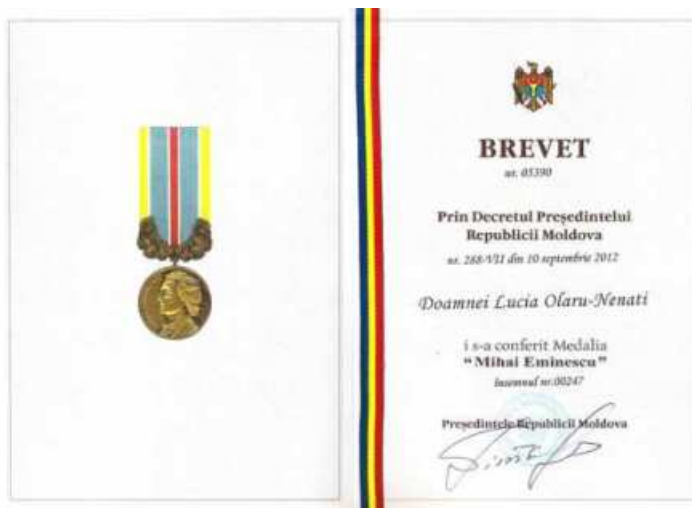 BREVET
nr. 05390
Prin Decretul Președintelui
Republicii Moldova
nr. 288-VII din 10 septembrie 2012
Doamnei Lucia Olaru-Nenati
i s-a conferit Medalia
“Mihai Eminescu”
însemnul nr.00247
Președintele Republicii Moldova